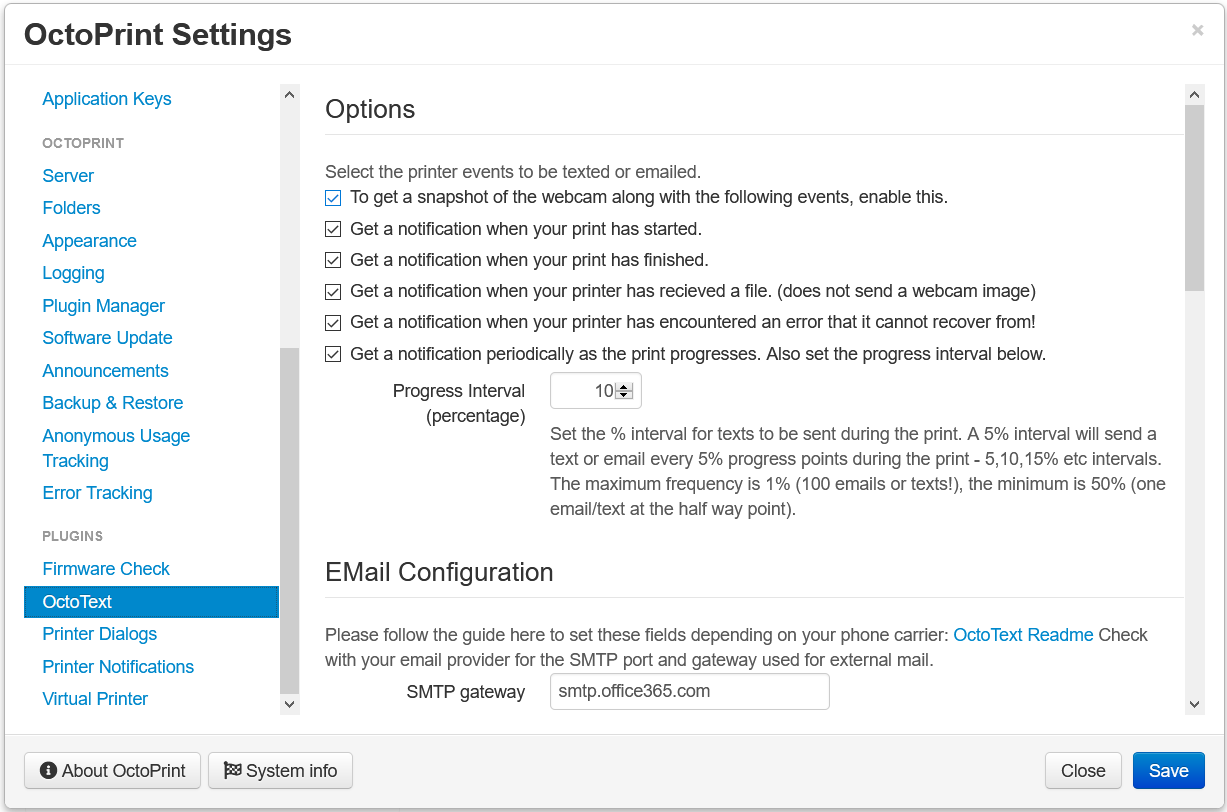 OctoPrint Settings
×
Application Keys
OCTOPRINT
Server
Folders
Appearance
Logging
Plugin Manager
Software Update
Announcements
Backup & Restore
Anonymous Usage
Tracking
Error Tracking
PLUGINS
Firmware Check
OctoText
Printer Dialogs
Printer Notifications
Virtual Printer
Options
Select the printer events to be texted or emailed.
To get a snapshot of the webcam along with the following events, enable this.
Get a notification when your print has started.
Get a notification when your print has finished.
Get a notification when your printer has recieved a file. (does not send a webcam image)
Get a notification when your printer has encountered an error that it cannot recover from!
Get a notification periodically as the print progresses. Also set the progress interval below.
Progress Interval
(percentage)
10
Set the % interval for texts to be sent during the print. A 5% interval will send a
text or email every 5% progress points during the print - 5,10,15% etc intervals.
The maximum frequency is 1% (100 emails or texts!), the minimum is 50% (one
email/text at the half way point).
EMail Configuration
Please follow the guide here to set these fields depending on your phone carrier: OctoText Readme Check
with your email provider for the SMTP port and gateway used for external mail.
SMTP gateway
smtp.office365.com
About OctoPrint
System info
Close
Save